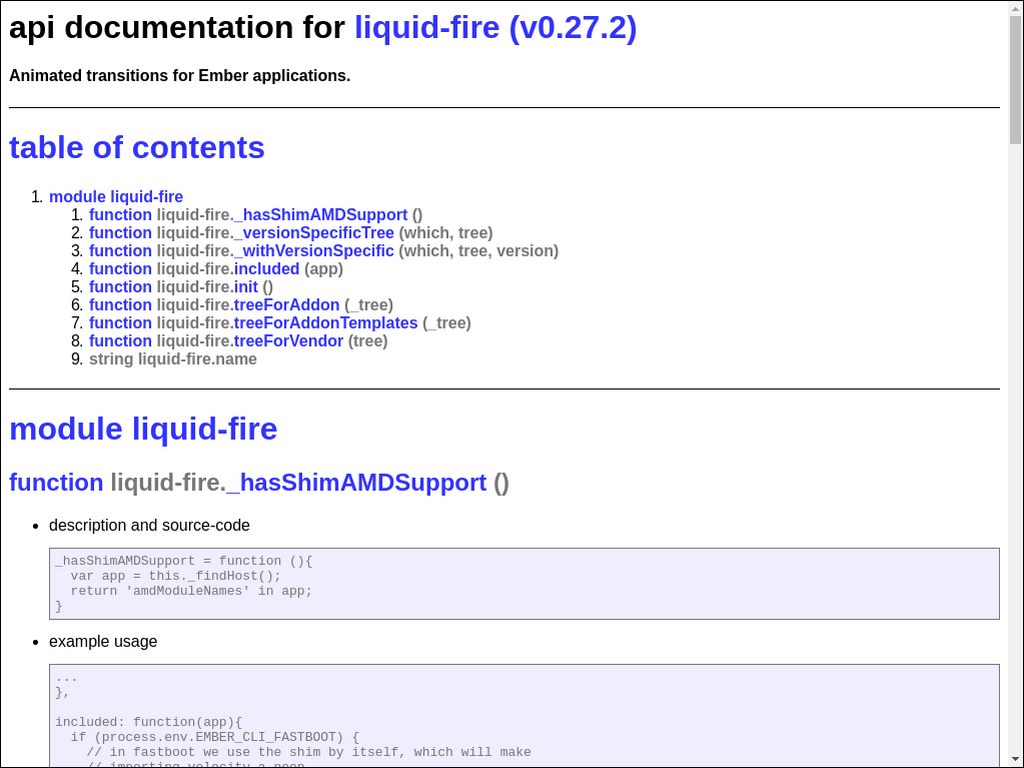 api documentation for liquid-fire (v0.27.2)
Animated transitions for Ember applications.
table of contents
1. module liquid-fire
1. function liquid-fire._hasShimAMDSupport ()
2. function liquid-fire._versionSpecificTree (which, tree)
3. function liquid-fire._withVersionSpecific (which, tree, version)
4. function liquid-fire.included (app)
5. function liquid-fire.init ()
6. function liquid-fire.treeForAddon (_tree)
7. function liquid-fire.treeForAddonTemplates (_tree)
8. function liquid-fire.treeForVendor (tree)
9. string liquid-fire.name
module liquid-fire
function liquid-fire._hasShimAMDSupport ()
• description and source-code
_hasShimAMDSupport = function (){
  var app = this._findHost();
  return 'amdModuleNames' in app;
}
• example usage
...
},

included: function(app){
  if (process.env.EMBER_CLI_FASTBOOT) {
    // in fastboot we use the shim by itself, which will make
    // importing velocity a noop